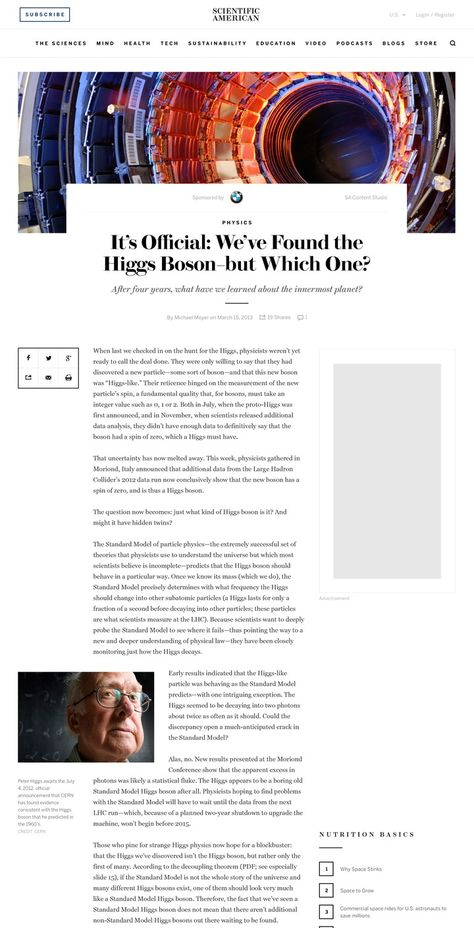 SUBSCRIBE
SCIENTIFIC
AMERICAN
U.S.
Login / Register
THE SCIENCES MIND HEALTH TECH SUSTAINABILITY EDUCATION VIDEO PODCASTS BLOGS STORE
Sponsored by
SA Content Studio
PHYSICS
It's Official: We've Found the
Higgs Boson–but Which One?
After four years, what have we learned about the innermost planet?
By Michael Moyer on March 15, 2013
19 Shares
1
When last we checked in on the hunt for the Higgs, physicists weren't yet
ready to call the deal done. They were only willing to say that they had
discovered a new particle—some sort of boson—and that this new boson
was “Higgs-like.” Their reticence hinged on the measurement of the new
particle's spin, a fundamental quality that, for bosons, must take an
integer value such as 0, 1 or 2. Both in July, when the proto-Higgs was
first announced, and in November, when scientists released additional
data analysis, they didn't have enough data to definitively say that the
boson had a spin of zero, which a Higgs must have.
That uncertainty has now melted away. This week, physicists gathered in
Moriond, Italy announced that additional data from the Large Hadron
Collider's 2012 data run now conclusively show that the new boson has a
spin of zero, and is thus a Higgs boson.
The question now becomes: just what kind of Higgs boson is it? And
might it have hidden twins?
The Standard Model of particle physics—the extremely successful set of
theories that physicists use to understand the universe but which most
scientists believe is incomplete—predicts that the Higgs boson should
behave in a particular way. Once we know its mass (which we do), the
Standard Model precisely determines with what frequency the Higgs
should change into other subatomic particles (a Higgs lasts for only a
fraction of a second before decaying into other particles; these particles
are what scientists measure at the LHC). Because scientists want to deeply
probe the Standard Model to see where it fails—thus pointing the way to a
new and deeper understanding of physical law—they have been closely
monitoring just how the Higgs decays.
Advertisement
Early results indicated that the Higgs-like
particle was behaving as the Standard Model
predicts—with one intriguing exception. The
Higgs seemed to be decaying into two photons
about twice as often as it should. Could the
discrepancy open a much-anticipated crack in
the Standard Model?
Peter Higgs awaits the July
4, 2012, official
announcement that CERN
has found evidence
consistent with the Higgs
boson that he predicted in
the 1960's.
CREDIT: CERN
Alas, no. New results presented at the Moriond
Conference show that the apparent excess in
photons was likely a statistical fluke. The Higgs appears to be a boring old
Standard Model Higgs boson after all. Physicists hoping to find problems
with the Standard Model will have to wait until the data from the next
LHC run—which, because of a planned two-year shutdown to upgrade the
machine, won't begin before 2015.
Those who pine for strange Higgs physics now hope for a blockbuster:
that the Higgs we've discovered isn't the Higgs boson, but rather only the
first of many. According to the decoupling theorem (PDF; see especially
slide 15), if the Standard Model is not the whole story of the universe and
many different Higgs bosons exist, one of them should look very much
like a Standard Model Higgs boson. Therefore, the fact that we've seen a
Standard Model Higgs boson does not mean that there aren't additional
non-Standard Model Higgs bosons out there waiting to be found.
NUTRITION BASICS
1 Why Space Stinks
2 Space to Grow
3 Commercial space rides for U.S. astronauts to
save millions